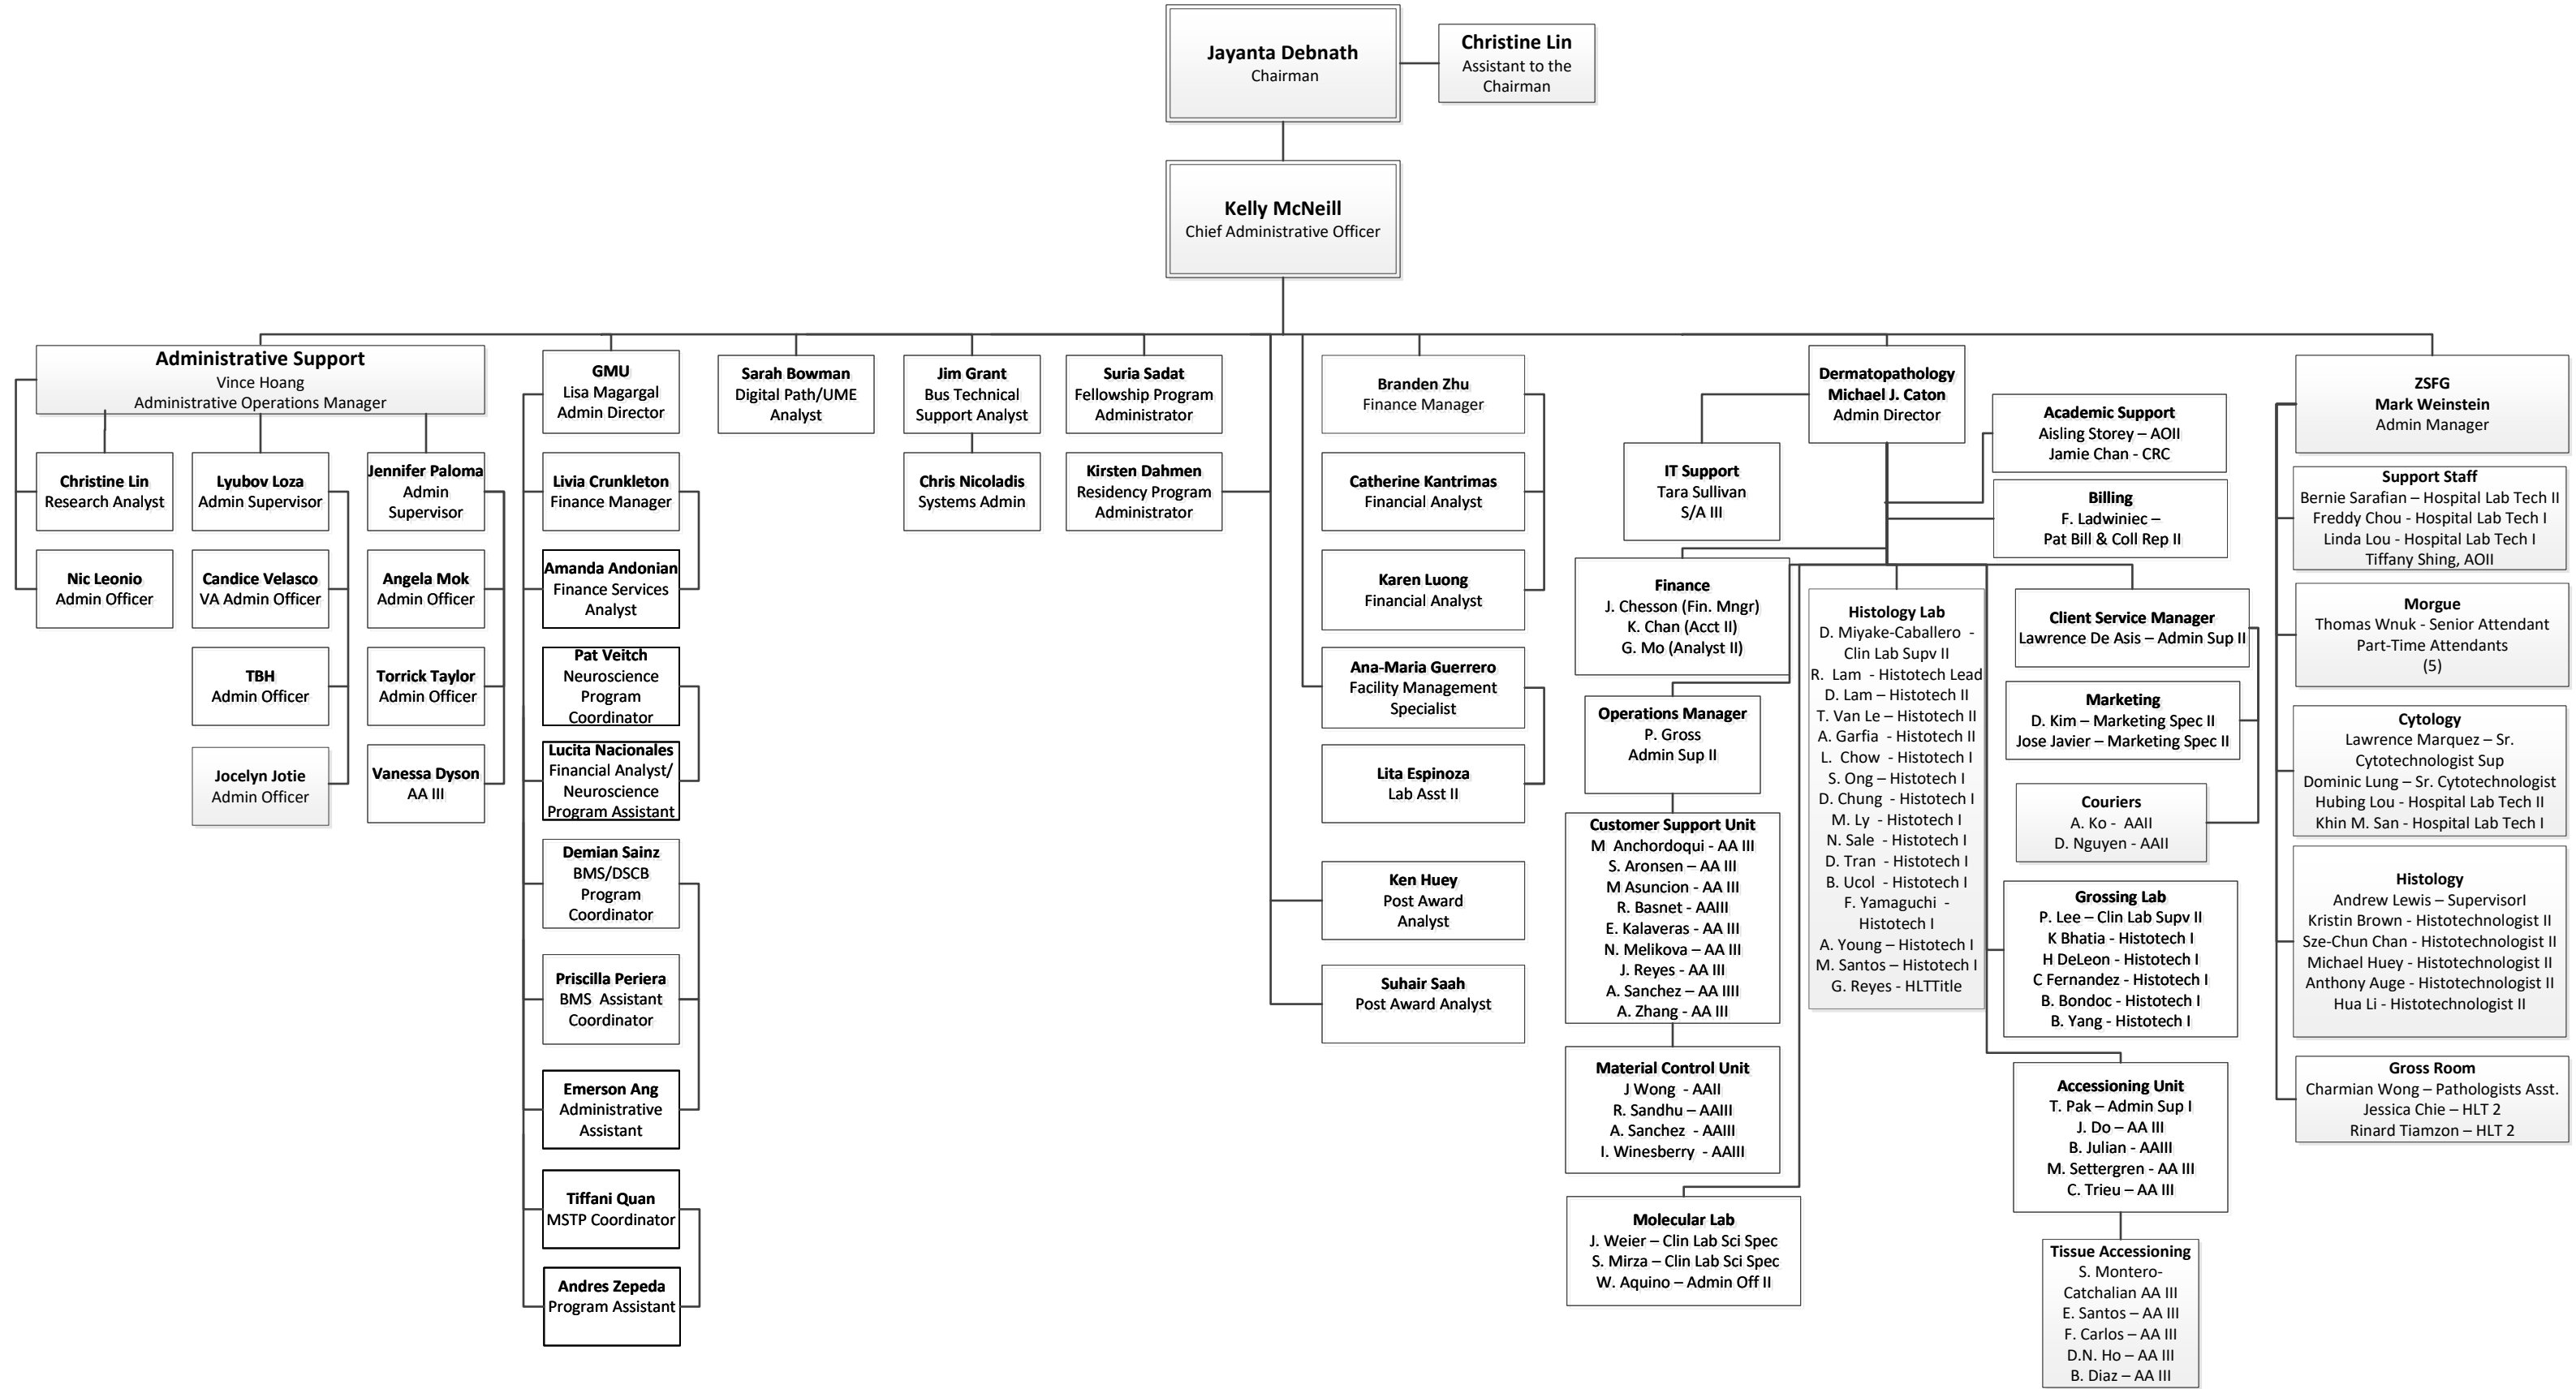 Jayanta Debnath
Chairman
Christine Lin
Assistant to the
Chairman
Kelly McNeill
Chief Administrative Officer
Administrative Support
Vince Hoang
Administrative Operations Manager
Christine Lin
Research Analyst
Nic Leonio
Admin Officer
Lyubov Loza
Admin Supervisor
Candice Velasco
VA Admin Officer
TBH
Admin Officer
Jocelyn Jotie
Admin Officer
Jennifer Paloma
Admin
Supervisor
Angela Mok
Admin Officer
Torrick Taylor
Admin Officer
Vanessa Dyson
AA III
GMU
Lisa Magargal
Admin Director
Livia Crunkleton
Finance Manager
Amanda Andonian
Finance Services
Analyst
Pat Veitch
Neuroscience
Program
Coordinator
Lucita Nacionales
Financial Analyst/
Neuroscience
Program Assistant
Demian Sainz
BMS/DSCB
Program
Coordinator
Priscilla Periera
BMS  Assistant
Coordinator
Emerson Ang
Administrative
Assistant
Tiffani Quan
MSTP Coordinator
Andres Zepeda
Program Assistant
Sarah Bowman
Digital Path/UME
Analyst
Jim Grant
Bus Technical
Support Analyst
Chris Nicoladis
Systems Admin
Suria Sadat
Fellowship Program
Administrator
Kirsten Dahmen
Residency Program
Administrator
Branden Zhu
Finance Manager
Catherine Kantrimas
Financial Analyst
Karen Luong
Financial Analyst
Ana-Maria Guerrero
Facility Management
Specialist
Lita Espinoza
Lab Asst II
Ken Huey
Post Award
Analyst
Suhair Saah
Post Award Analyst
Dermatopathology
Michael J. Caton
Admin Director
IT Support
Tara Sullivan
S/A III
Academic Support
Aisling Storey – AOII
Jamie Chan - CRC
Billing
F. Ladwiniec –
Pat Bill & Coll Rep II
Finance
J. Chesson (Fin. Mngr)
K. Chan (Acct II)
G. Mo (Analyst II)
Operations Manager
P. Gross
Admin Sup II
Customer Support Unit
M  Anchordoqui - AA III
S. Aronsen – AA III
M Asuncion - AA III
R. Basnet - AAIII
E. Kalaveras - AA III
N. Melikova – AA III
J. Reyes - AA III
A. Sanchez – AA IIII
A. Zhang - AA III
Material Control Unit
J Wong  - AAII
R. Sandhu – AAIII
A. Sanchez  - AAIII
I. Winesberry  - AAIII
Molecular Lab
J. Weier – Clin Lab Sci Spec
S. Mirza – Clin Lab Sci Spec
W. Aquino – Admin Off II
Histology Lab
D. Miyake-Caballero  -
Clin Lab Supv II
R.  Lam  - Histotech Lead
D. Lam – Histotech II
T. Van Le – Histotech II
A. Garfia  - Histotech II
L.  Chow  - Histotech I
S. Ong – Histotech I
D. Chung  - Histotech I
M. Ly  - Histotech I
N. Sale  - Histotech I
D. Tran  - Histotech I
B. Ucol  - Histotech I
F. Yamaguchi  -
Histotech I
A. Young – Histotech I
M. Santos – Histotech I
G. Reyes - HLTTitle
Client Service Manager
Lawrence De Asis – Admin Sup II
Marketing
D. Kim – Marketing Spec II
Jose Javier – Marketing Spec II
Couriers
A. Ko -  AAII
D. Nguyen - AAII
Grossing Lab
P. Lee – Clin Lab Supv II
K Bhatia - Histotech I
H DeLeon - Histotech I
C Fernandez - Histotech I
B. Bondoc - Histotech I
B. Yang - Histotech I
Accessioning Unit
T. Pak – Admin Sup I
J. Do – AA III
B. Julian - AAIII
M. Settergren - AA III
C. Trieu – AA III
Tissue Accessioning
S. Montero-
Catchalian AA III
E. Santos – AA III
F. Carlos – AA III
D.N. Ho – AA III
B. Diaz – AA III
ZSFG
Mark Weinstein
Admin Manager
Support Staff
Bernie Sarafian – Hospital Lab Tech II
Freddy Chou - Hospital Lab Tech I
Linda Lou - Hospital Lab Tech I
Tiffany Shing, AOII
Morgue
Thomas Wnuk - Senior Attendant
Part-Time Attendants
(5)
Cytology
Lawrence Marquez – Sr.
Cytotechnologist Sup
Dominic Lung – Sr. Cytotechnologist
Hubing Lou - Hospital Lab Tech II
Khin M. San - Hospital Lab Tech I
Histology
Andrew Lewis – SupervisorI
Kristin Brown - Histotechnologist II
Sze-Chun Chan - Histotechnologist II
Michael Huey - Histotechnologist II
Anthony Auge - Histotechnologist II
Hua Li - Histotechnologist II
Gross Room
Charmian Wong – Pathologists Asst.
Jessica Chie – HLT 2
Rinard Tiamzon – HLT 2